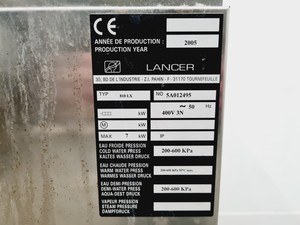 CE
ANNÉE DE PRODUCTION :
PRODUCTION YEAR
2005
LANCER
30, BD DE L'INDUSTRIE - Z.I. PAHIN - F - 31170 TOURNEFEUILLE
TYP
NO 5A012495
kW ~ 50 Hz
400V 3N
M kW
MAX 7 kW IP
EAU FROIDE PRESSION
COLD WATER PRESS
KALTES WASSER DRUCK
200-600 KPa
EAU CHAUDE PRESSION
WARM WATER PRESS
WARMES WASSER DRUCK
EAU DEMI-PRESSION
DEMI-WATER PRESS
AQUA-DEST DRUCK
200-600 KPa
VAPEUR PRESSION
STEAM PRESSURE
DAMPFDRUCK